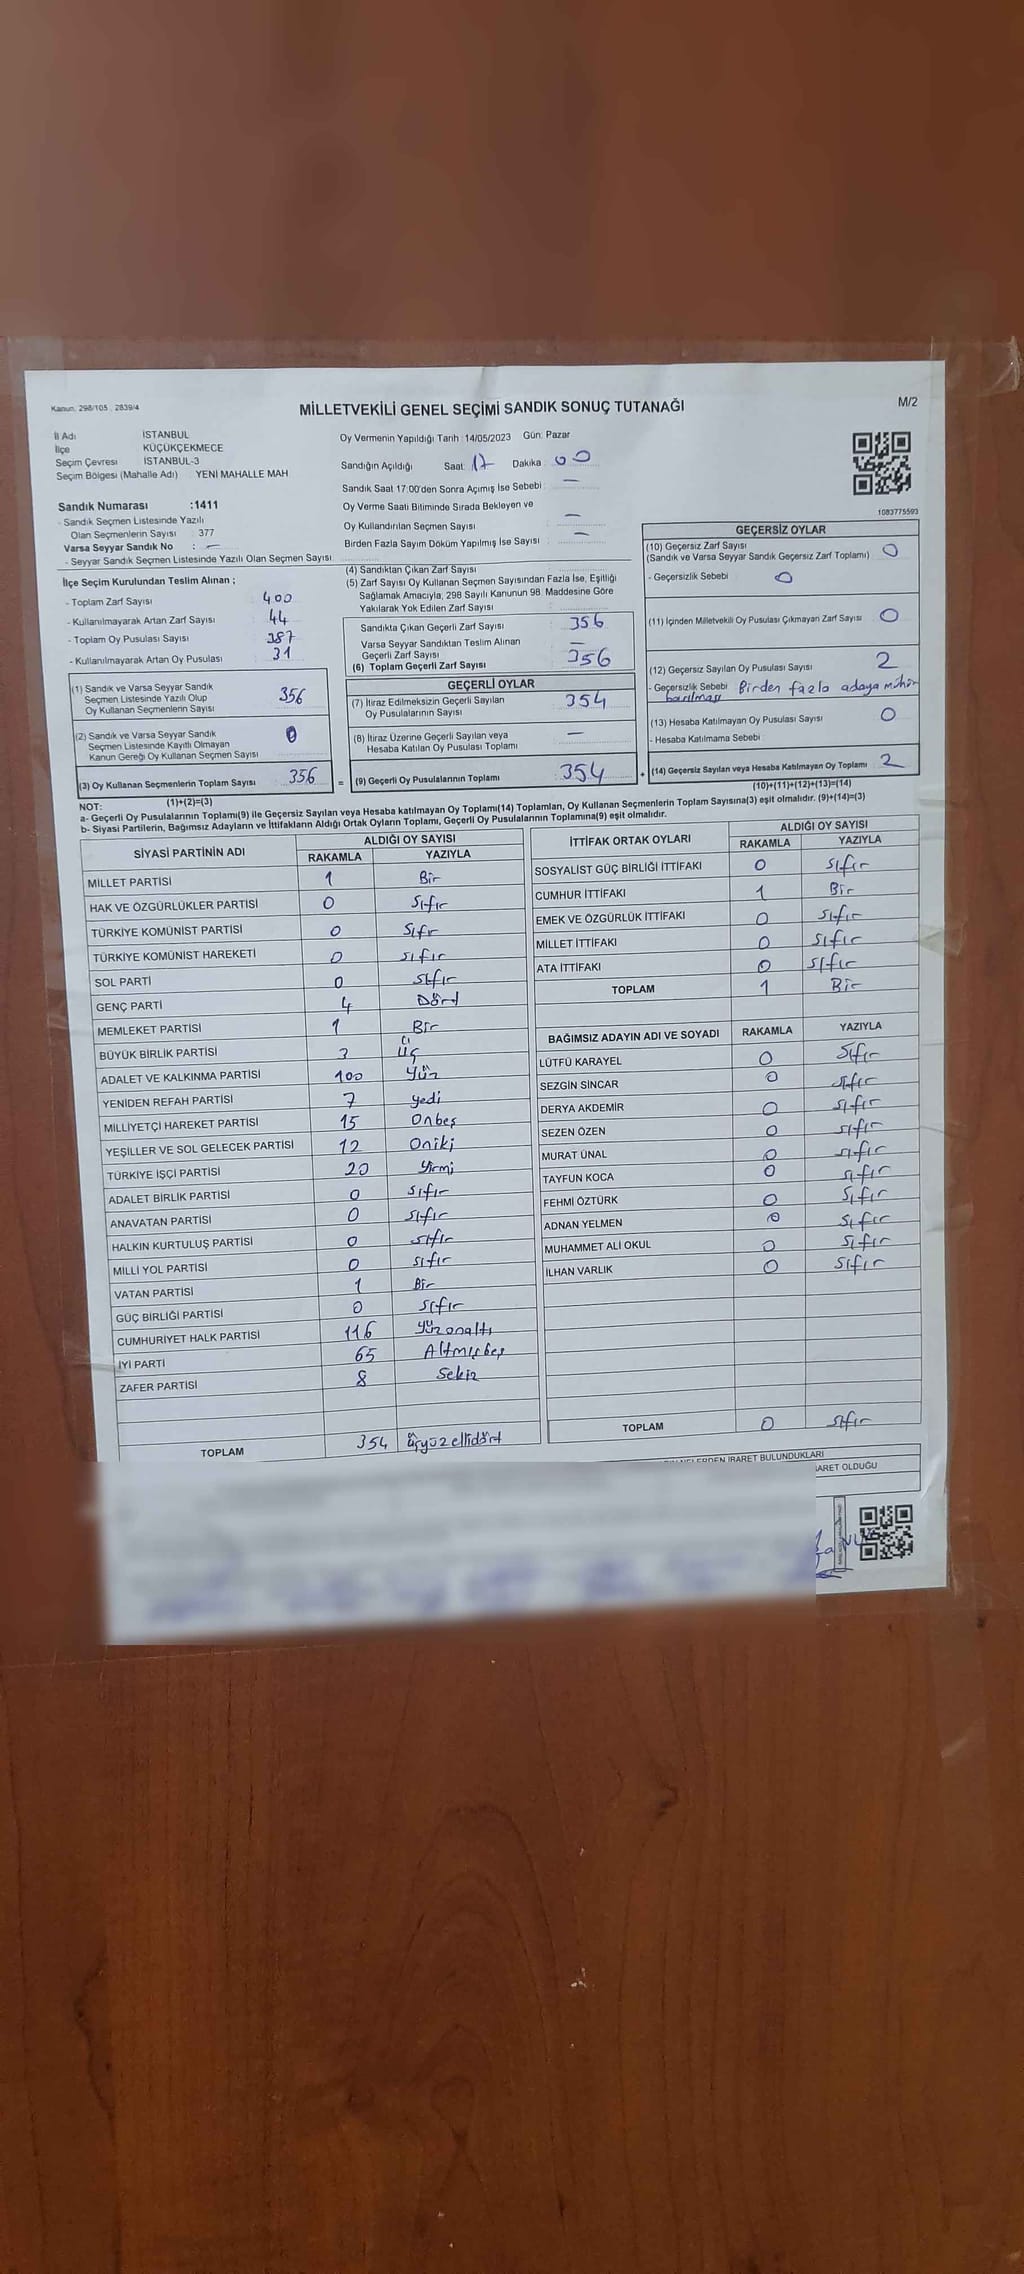 Kanun. 298/105 , 2839/4
MİLLETVEKİLİ GENEL SEÇİMİ SANDIK SONUÇ TUTANAĞI
M/2
İl Adı İSTANBUL
İlçe KÜÇÜKÇEKMECE
Seçim Çevresi İSTANBUL-3
Seçim Bölgesi (Mahalle Adı) YENİ MAHALLE MAH
Sandık Numarası :1411
- Sandık Seçmen Listesinde Yazılı
Olan Seçmenlerin Sayısı : 377
Varsa Seyyar Sandık No : —
- Seyyar Sandık Seçmen Listesinde Yazılı Olan Seçmen Sayısı
İlçe Seçim Kurulundan Teslim Alınan ;
- Toplam Zarf Sayısı 400
- Kullanılmayarak Artan Zarf Sayısı 44
- Toplam Oy Pusulası Sayısı 387
- Kullanılmayarak Artan Oy Pusulası 31
(1) Sandık ve Varsa Seyyar Sandık
Seçmen Listesinde Yazılı Olup
Oy Kullanan Seçmenlerin Sayısı 356
(2) Sandık ve Varsa Seyyar Sandık
Seçmen Listesinde Kayıtlı Olmayan
Kanun Gereği Oy Kullanan Seçmen Sayısı 0
(3) Oy Kullanan Seçmenlerin Toplam Sayısı 356
(1)+(2)=(3)
Oy Vermenin Yapıldığı Tarih : 14/05/2023 Gün: Pazar
Sandığın Açıldığı Saat: 17 Dakika : 00
Sandık Saat 17:00'den Sonra Açımış İse Sebebi : —
Oy Verme Saati Bitiminde Sırada Bekleyen ve
Oy Kullandırılan Seçmen Sayısı : —
Birden Fazla Sayım Döküm Yapılmış İse Sayısı : —
(4) Sandıktan Çıkan Zarf Sayısı
(5) Zarf Sayısı Oy Kullanan Seçmen Sayısından Fazla İse, Eşitliği
Sağlamak Amacıyla, 298 Sayılı Kanunun 98. Maddesine Göre
Yakılarak Yok Edilen Zarf Sayısı
Sandıkta Çıkan Geçerli Zarf Sayısı 356
Varsa Seyyar Sandıktan Teslim Alınan
Geçerli Zarf Sayısı —
(6) Toplam Geçerli Zarf Sayısı 356
GEÇERLİ OYLAR
(7) İtiraz Edilmeksizin Geçerli Sayılan
Oy Pusulalarının Sayısı 354
(8) İtiraz Üzerine Geçerli Sayılan veya
Hesaba Katılan Oy Pusulası Toplamı —
= (9) Geçerli Oy Pusulalarının Toplamı 354 +
1083775593
GEÇERSİZ OYLAR
(10) Geçersiz Zarf Sayısı
(Sandık ve Varsa Seyyar Sandık Geçersiz Zarf Toplamı) 0
- Geçersizlik Sebebi 0
(11) İçinden Milletvekili Oy Pusulası Çıkmayan Zarf Sayısı 0
(12) Geçersiz Sayılan Oy Pusulası Sayısı 2
- Geçersizlik Sebebi Birden fazla adaya mühür
basılması
(13) Hesaba Katılmayan Oy Pusulası Sayısı 0
- Hesaba Katılmama Sebebi
(14) Geçersiz Sayılan veya Hesaba Katılmayan Oy Toplamı 2
(10)+(11)+(12)+(13)=(14)
NOT:
a- Geçerli Oy Pusulalarının Toplamı(9) ile Geçersiz Sayılan veya Hesaba katılmayan Oy Toplamı(14) Toplamları, Oy Kullanan Seçmenlerin Toplam Sayısına(3) eşit olmalıdır. (9)+(14)=(3)
b- Siyasi Partilerin, Bağımsız Adayların ve İttifakların Aldığı Ortak Oyların Toplamı, Geçerli Oy Pusulalarının Toplamına(9) eşit olmalıdır.
SİYASİ PARTİNİN ADI ALDIĞI OY SAYISI
RAKAMLA YAZIYLA
MİLLET PARTİSİ 1 Bir
HAK VE ÖZGÜRLÜKLER PARTİSİ 0 Sıfır
TÜRKİYE KOMÜNİST PARTİSİ 0 Sıfr
TÜRKİYE KOMÜNİST HAREKETİ 0 sıfır
SOL PARTİ 0 sıfır
GENÇ PARTİ 4 Dörd
MEMLEKET PARTİSİ 1 Bir
BÜYÜK BİRLİK PARTİSİ 3 Üç
ADALET VE KALKINMA PARTİSİ 100 Yüz
YENİDEN REFAH PARTİSİ 7 yedi
MİLLİYETÇİ HAREKET PARTİSİ 15 Onbeş
YEŞİLLER VE SOL GELECEK PARTİSİ 12 Oniki
TÜRKİYE İŞÇİ PARTİSİ 20 Yirmi
ADALET BİRLİK PARTİSİ 0 sıfır
ANAVATAN PARTİSİ 0 sıfır
HALKIN KURTULUŞ PARTİSİ 0 sıfır
MİLLİ YOL PARTİSİ 0 sıfır
VATAN PARTİSİ 1 Bir
GÜÇ BİRLİĞİ PARTİSİ 0 sıfır
CUMHURİYET HALK PARTİSİ 116 Yüzonaltı
İYİ PARTİ 65 Altmışbeş
ZAFER PARTİSİ 8 Sekiz
TOPLAM 354 üçyüzellidört
İTTİFAK ORTAK OYLARI ALDIĞI OY SAYISI
RAKAMLA YAZIYLA
SOSYALİST GÜÇ BİRLİĞİ İTTİFAKI 0 sıfır
CUMHUR İTTİFAKI 1 Bir
EMEK VE ÖZGÜRLÜK İTTİFAKI 0 sıfır
MİLLET İTTİFAKI 0 sıfır
ATA İTTİFAKI 0 sıfır
TOPLAM 1 Bir
BAĞIMSIZ ADAYIN ADI VE SOYADI RAKAMLA YAZIYLA
LÜTFÜ KARAYEL 0 Sıfır
SEZGİN SİNCAR 0 sıfır
DERYA AKDEMİR 0 sıfır
SEZEN ÖZEN 0 sıfır
MURAT ÜNAL 0 sıfır
TAYFUN KOCA 0 sıfır
FEHMİ ÖZTÜRK 0 sıfır
ADNAN YELMEN 0 sıfır
MUHAMMET ALİ OKUL 0 sıfır
İLHAN VARLIK 0 sıfır
TOPLAM 0 sıfır
İBARET BULUNDUKLARI
OLDUĞU